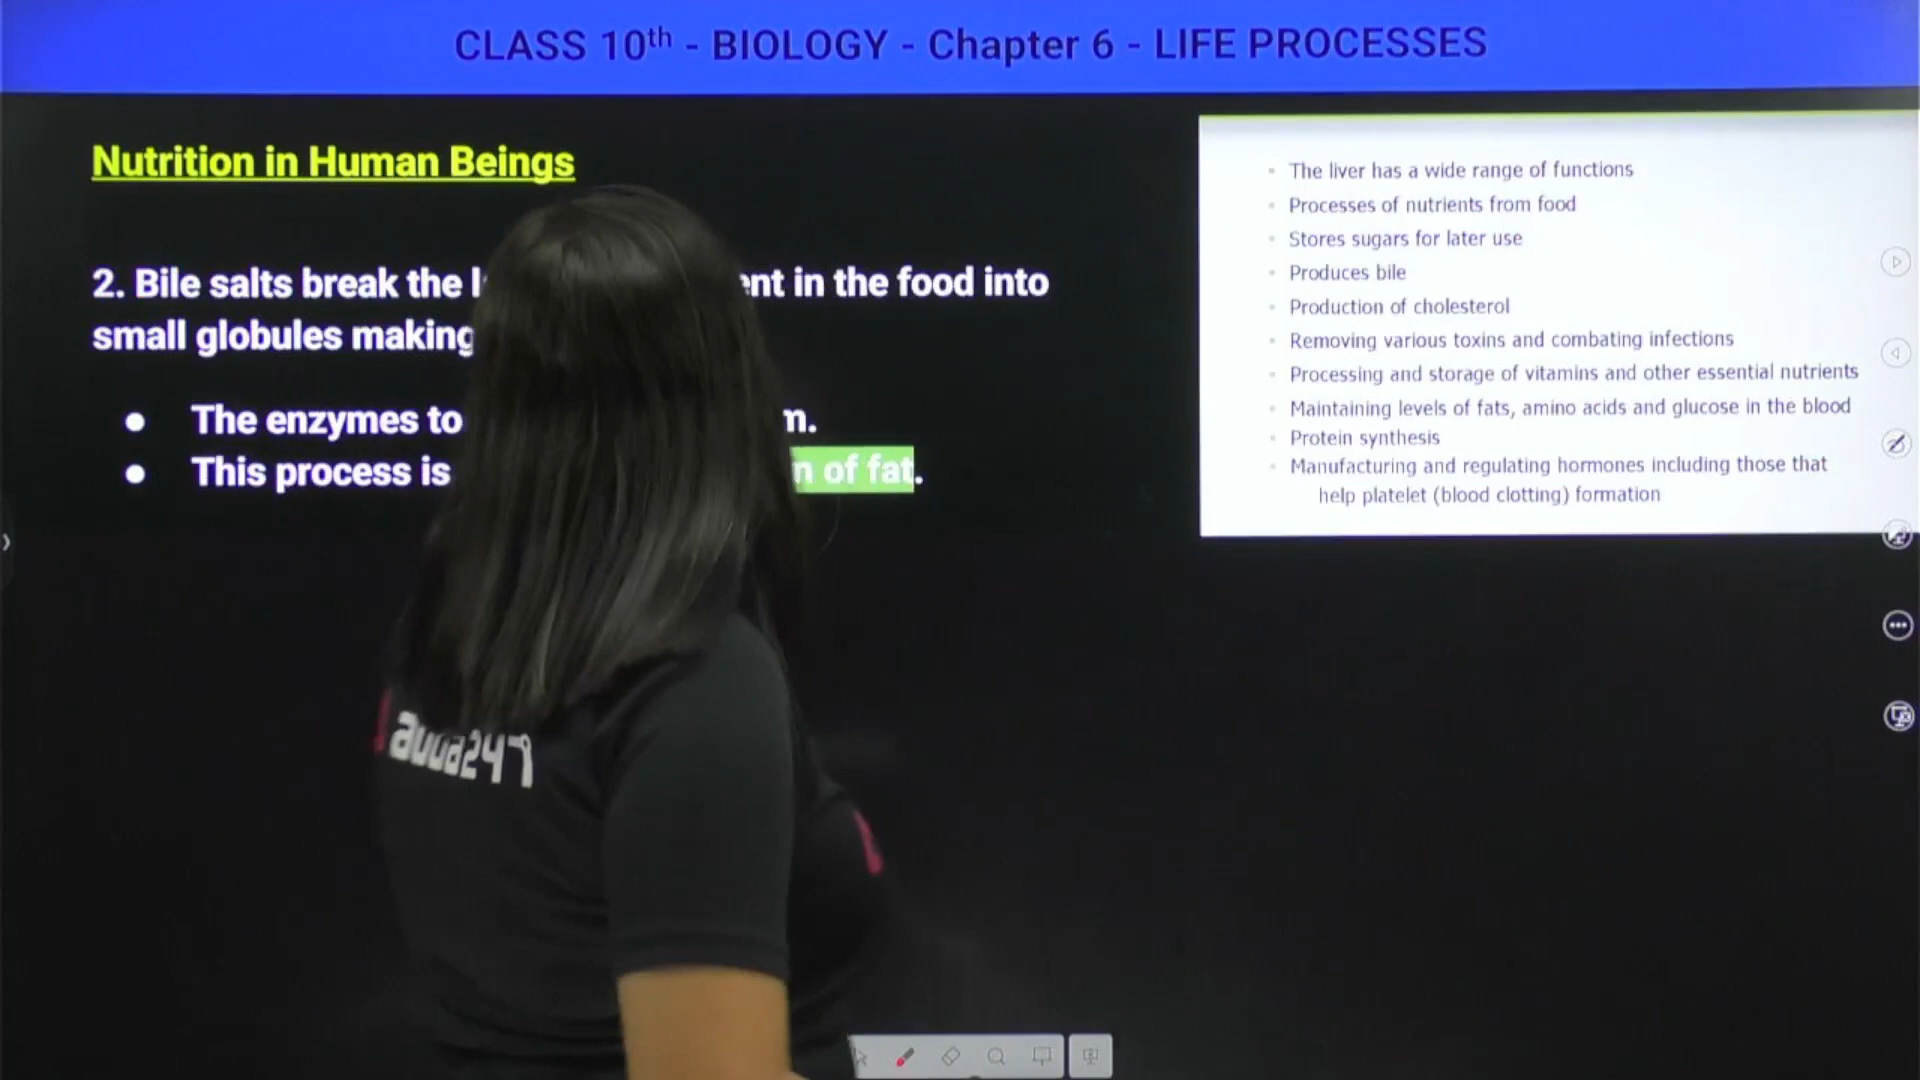 CLASS 10th - BIOLOGY - Chapter 6 - LIFE PROCESSES
Nutrition in Human Beings
2. Bile salts break the in the food into
small globules making
● The enzymes to
● This process is of fat.
▪ The liver has a wide range of functions
▪ Processes of nutrients from food
▪ Stores sugars for later use
▪ Produces bile
▪ Production of cholesterol
▪ Removing various toxins and combating infections
▪ Processing and storage of vitamins and other essential nutrients
▪ Maintaining levels of fats, amino acids and glucose in the blood
▪ Protein synthesis
▪ Manufacturing and regulating hormones including those that
help platelet (blood clotting) formation